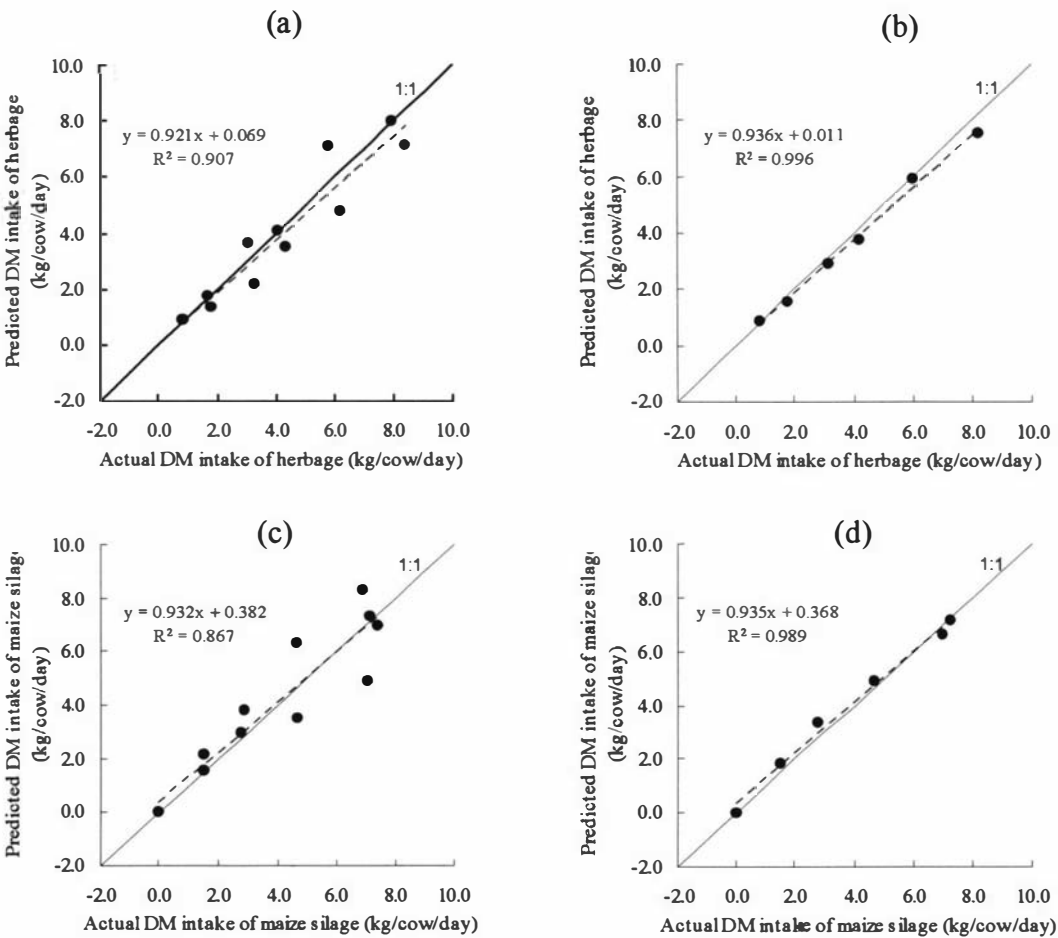 (a)
Predicted DM intake of herbage
(kg/cow/day)
10.0
8.0
6.0
4.0
2.0
0.0
-2.0
1:1
y = 0.921x + 0.069
R² = 0.907
-2.0 0.0 2.0 4.0 6.0 8.0 10.0
Actual DM intake of herbage (kg/cow/day)
(b)
Predicted DM intake of herbage
(kg/cow/day)
10.0
8.0
6.0
4.0
2.0
0.0
-2.0
1:1
y = 0.936x + 0.011
R² = 0.996
-2.0 0.0 2.0 4.0 6.0 8.0 10.0
Actual DM intake of herbage (kg/cow/day)
(c)
Predicted DM intake of maize silag
(kg/cow/day)
10.0
8.0
6.0
4.0
2.0
0.0
-2.0
1:1
y = 0.932x + 0.382
R² = 0.867
-2.0 0.0 2.0 4.0 6.0 8.0 10.0
Actual DM intake of maize silage (kg/cow/day)
(d)
Predicted DM intake of maize silag
(kg/cow/day)
10.0
8.0
6.0
4.0
2.0
0.0
-2.0
1:1
y = 0.935x + 0.368
R² = 0.989
-2.0 0.0 2.0 4.0 6.0 8.0 10.0
Actual DM intake of maize silage (kg/cow/day)